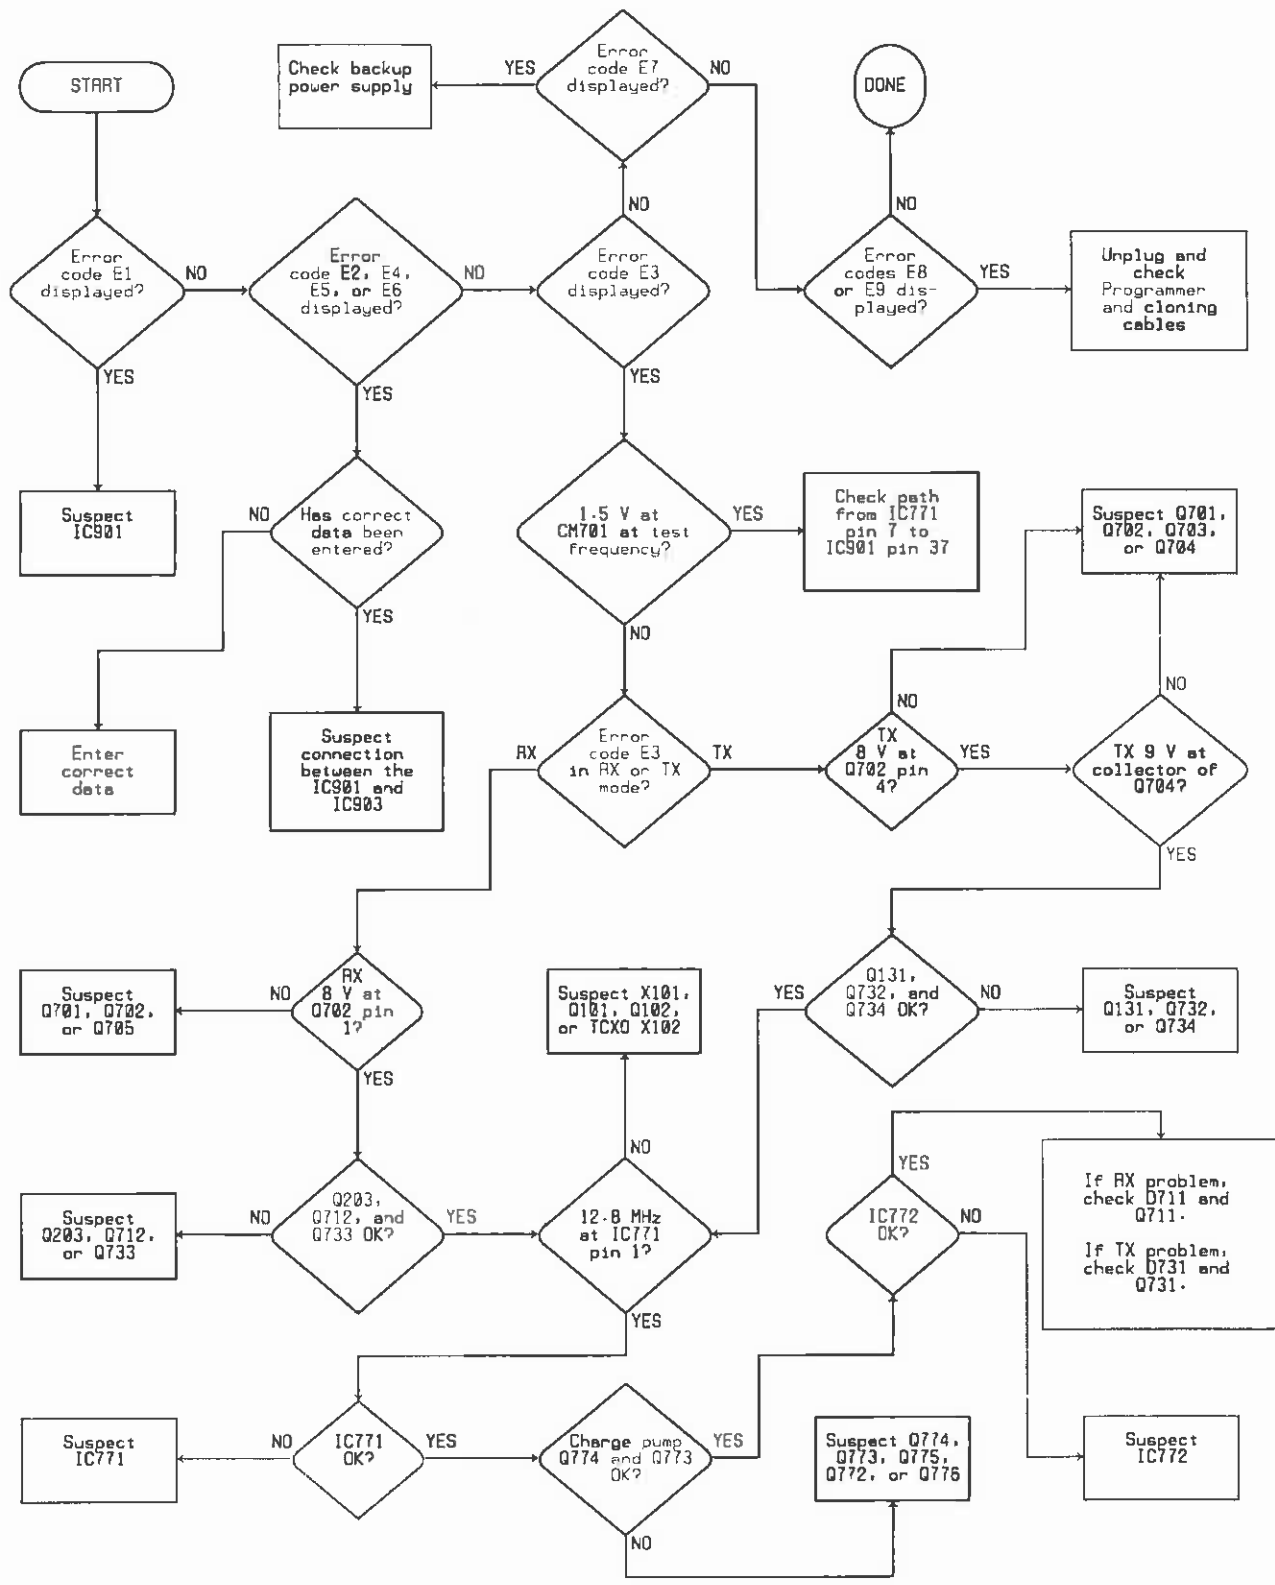 START
Check backup
power supply
YES
Error
code E7
displayed?
NO
DONE
NO
NO
Error
code E1
displayed?
NO
Error
code E2, E4,
E5, or E6
displayed?
NO
Error
code E3
displayed?
Error
codes E8
or E9 dis-
played?
YES
Unplug and
check
Programmer
and cloning
cables
YES
YES
YES
Suspect
IC901
NO
Has correct
data been
entered?
1.5 V at
CM701 at test
frequency?
YES
Check path
from IC771
pin 7 to
IC901 pin 37
Suspect Q701,
Q702, Q703,
or Q704
YES
NO
NO
NO
Enter
correct
data
Suspect
connection
between the
IC901 and
IC903
RX
Error
code E3
in RX or TX
mode?
TX
TX
8 V at
Q702 pin
4?
YES
TX 9 V at
collector of
Q704?
YES
Suspect
Q701, Q702,
or Q705
NO
RX
8 V at
Q702 pin
1?
Suspect X101,
Q101, Q102,
or TCXO X102
YES
Q131,
Q732, and
Q734 OK?
NO
Suspect
Q131, Q732,
or Q734
YES
NO
YES
Suspect
Q203, Q712,
or Q733
NO
Q203,
Q712, and
Q733 OK?
YES
12.8 MHz
at IC771
pin 1?
IC772
OK?
NO
If RX problem,
check D711 and
Q711.
If TX problem,
check D731 and
Q731.
YES
Suspect
IC771
NO
IC771
OK?
YES
Charge pump
Q774 and Q773
OK?
YES
Suspect Q774,
Q773, Q775,
Q772, or Q776
Suspect
IC772
NO